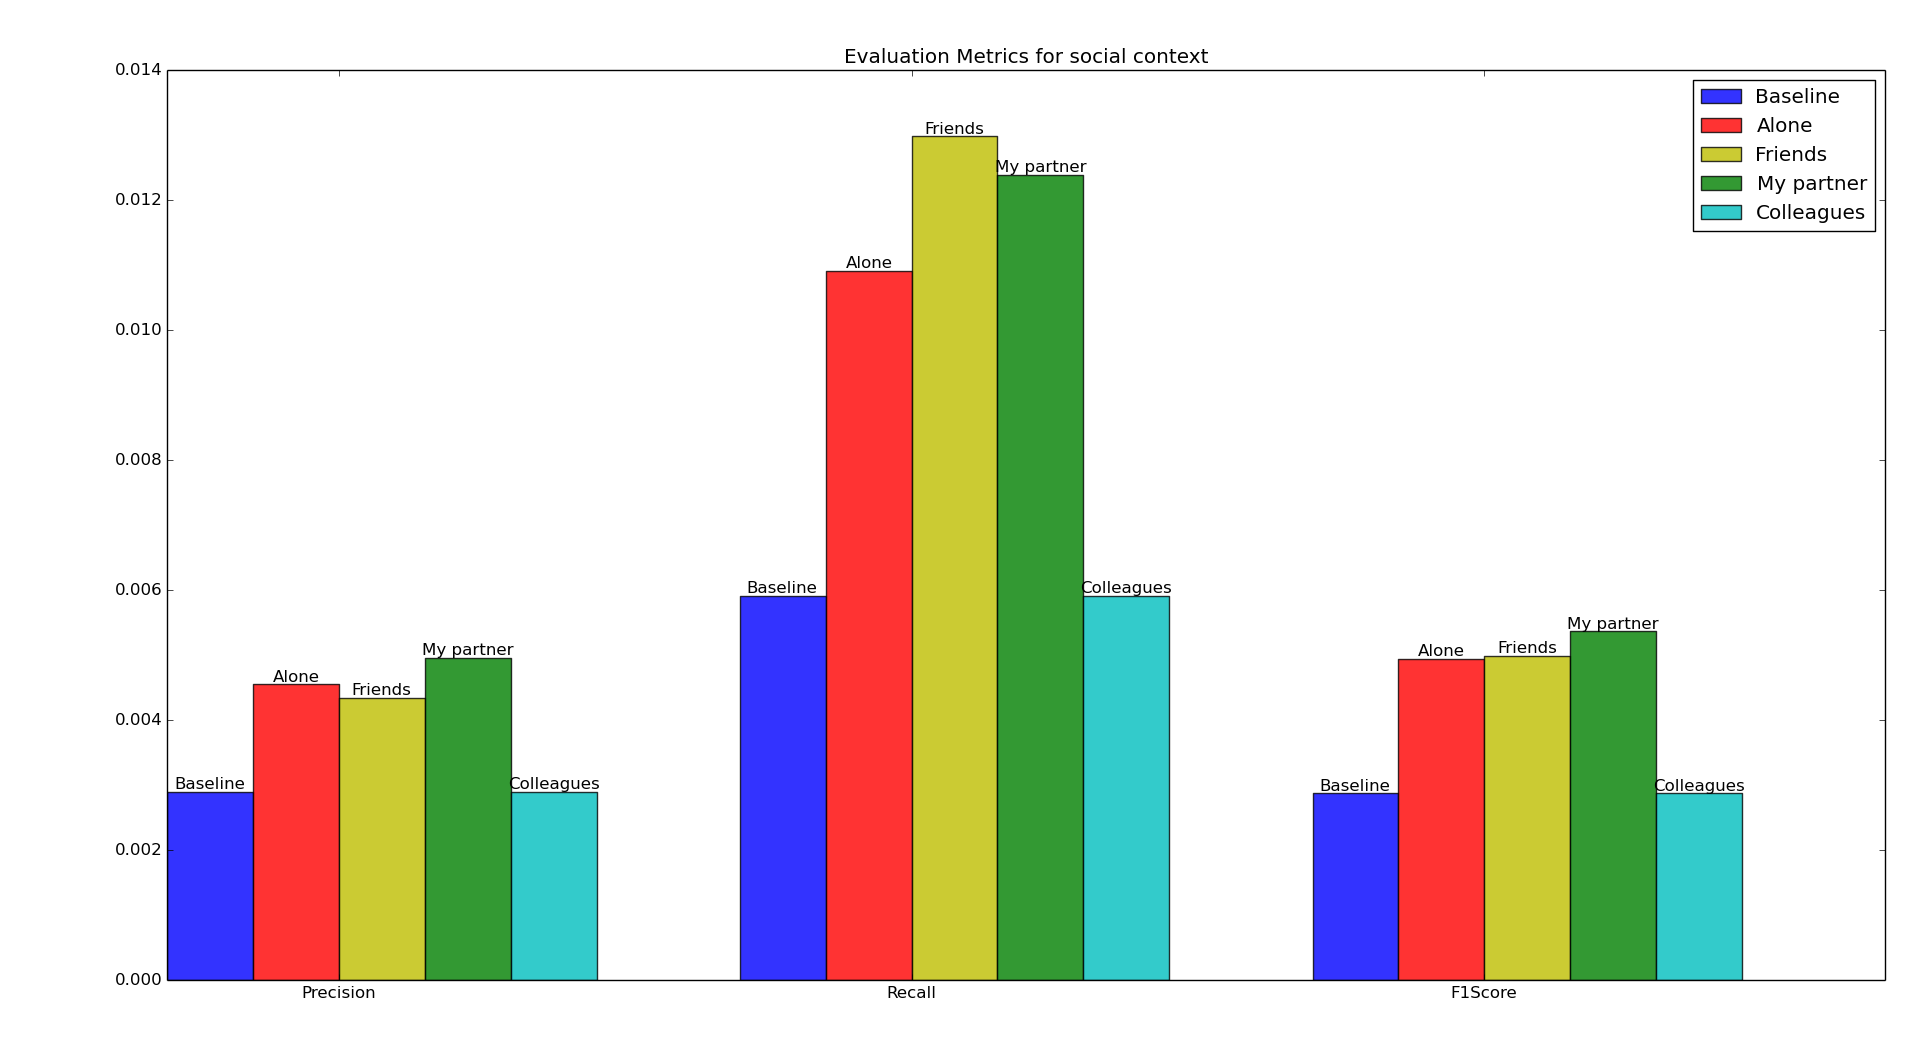 Evaluation Metrics for social context
0.014
0.012
0.010
0.008
0.006
0.004
0.002
0.000
Baseline
Alone
Friends
My partner
Colleagues
Baseline
Alone
Friends
My partner
Colleagues
Baseline
Alone
Friends
My partner
Colleagues
Precision
Recall
F1Score
Baseline
Alone
Friends
My partner
Colleagues